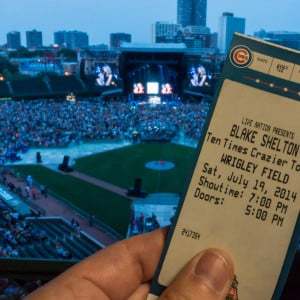 LIVE NATION PRESENTS
BLAKE SHELTON
Ten Times Crazier To
WRIGLEY FIELD
Sat, July 19, 2014
Showtime: 7:00 PM
Doors: 5:00 PM